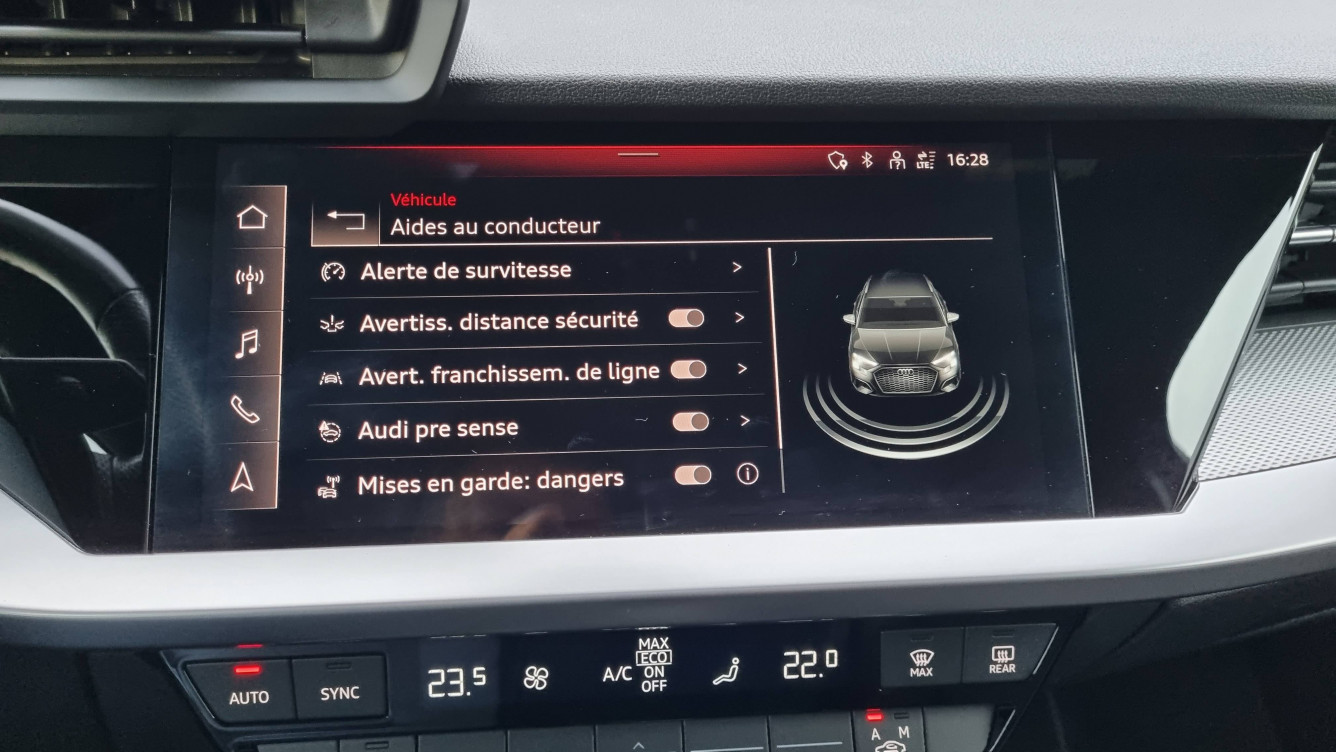 LTE
16:28
Véhicule
Aides au conducteur
Alerte de survitesse
Avertiss. distance sécurité
Avert. franchissem. de ligne
Audi pre sense
Mises en garde: dangers
AUTO
SYNC
23.5
A/C
MAX
ECO
ON
OFF
22.0
MAX
REAR
A M